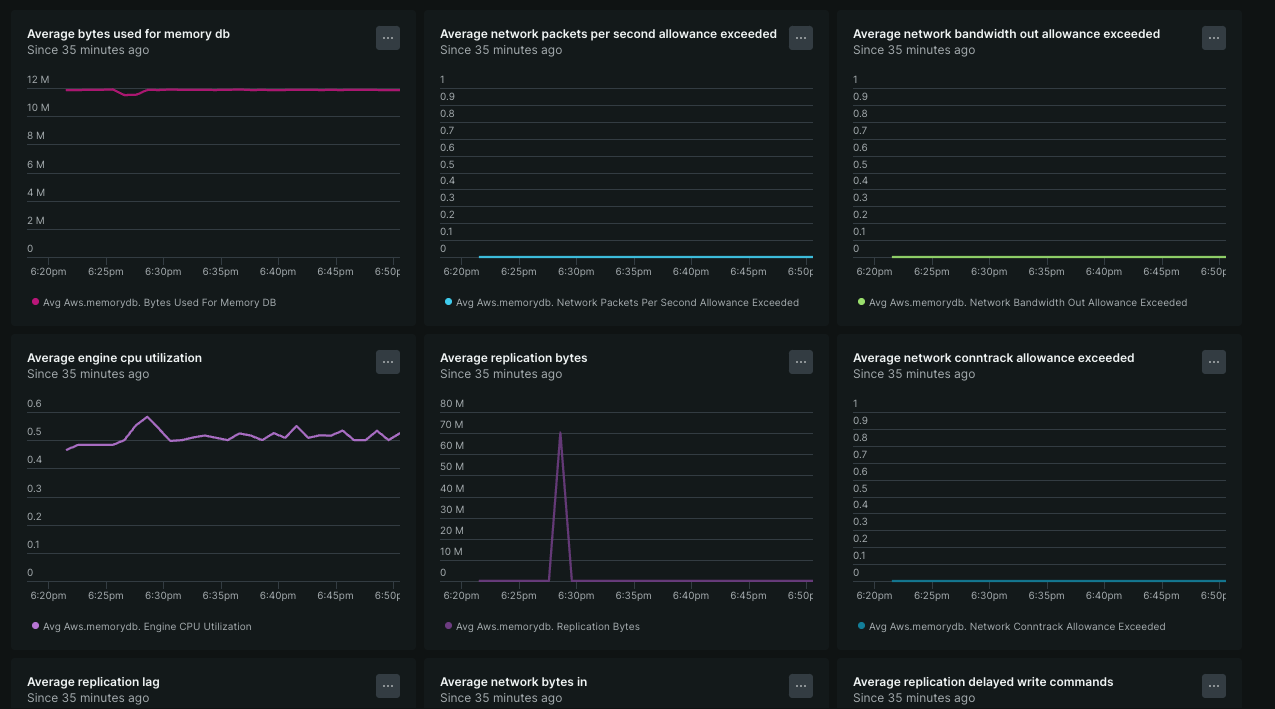 Average bytes used for memory db
Since 35 minutes ago
12 M
10 M
8 M
6 M
4 M
2 M
0
6:20pm 6:25pm 6:30pm 6:35pm 6:40pm 6:45pm 6:50p
Avg Aws.memorydb. Bytes Used For Memory DB
Average network packets per second allowance exceeded
Since 35 minutes ago
1
0.9
0.8
0.7
0.6
0.5
0.4
0.3
0.2
0.1
0
6:20pm 6:25pm 6:30pm 6:35pm 6:40pm 6:45pm 6:50p
Avg Aws.memorydb. Network Packets Per Second Allowance Exceeded
Average network bandwidth out allowance exceeded
Since 35 minutes ago
1
0.9
0.8
0.7
0.6
0.5
0.4
0.3
0.2
0.1
0
6:20pm 6:25pm 6:30pm 6:35pm 6:40pm 6:45pm 6:50p
Avg Aws.memorydb. Network Bandwidth Out Allowance Exceeded
Average engine cpu utilization
Since 35 minutes ago
0.6
0.5
0.4
0.3
0.2
0.1
0
6:20pm 6:25pm 6:30pm 6:35pm 6:40pm 6:45pm 6:50p
Avg Aws.memorydb. Engine CPU Utilization
Average replication bytes
Since 35 minutes ago
80 M
70 M
60 M
50 M
40 M
30 M
20 M
10 M
0
6:20pm 6:25pm 6:30pm 6:35pm 6:40pm 6:45pm 6:50p
Avg Aws.memorydb. Replication Bytes
Average network conntrack allowance exceeded
Since 35 minutes ago
1
0.9
0.8
0.7
0.6
0.5
0.4
0.3
0.2
0.1
0
6:20pm 6:25pm 6:30pm 6:35pm 6:40pm 6:45pm 6:50p
Avg Aws.memorydb. Network Conntrack Allowance Exceeded
Average replication lag
Since 35 minutes ago
Average network bytes in
Since 35 minutes ago
Average replication delayed write commands
Since 35 minutes ago